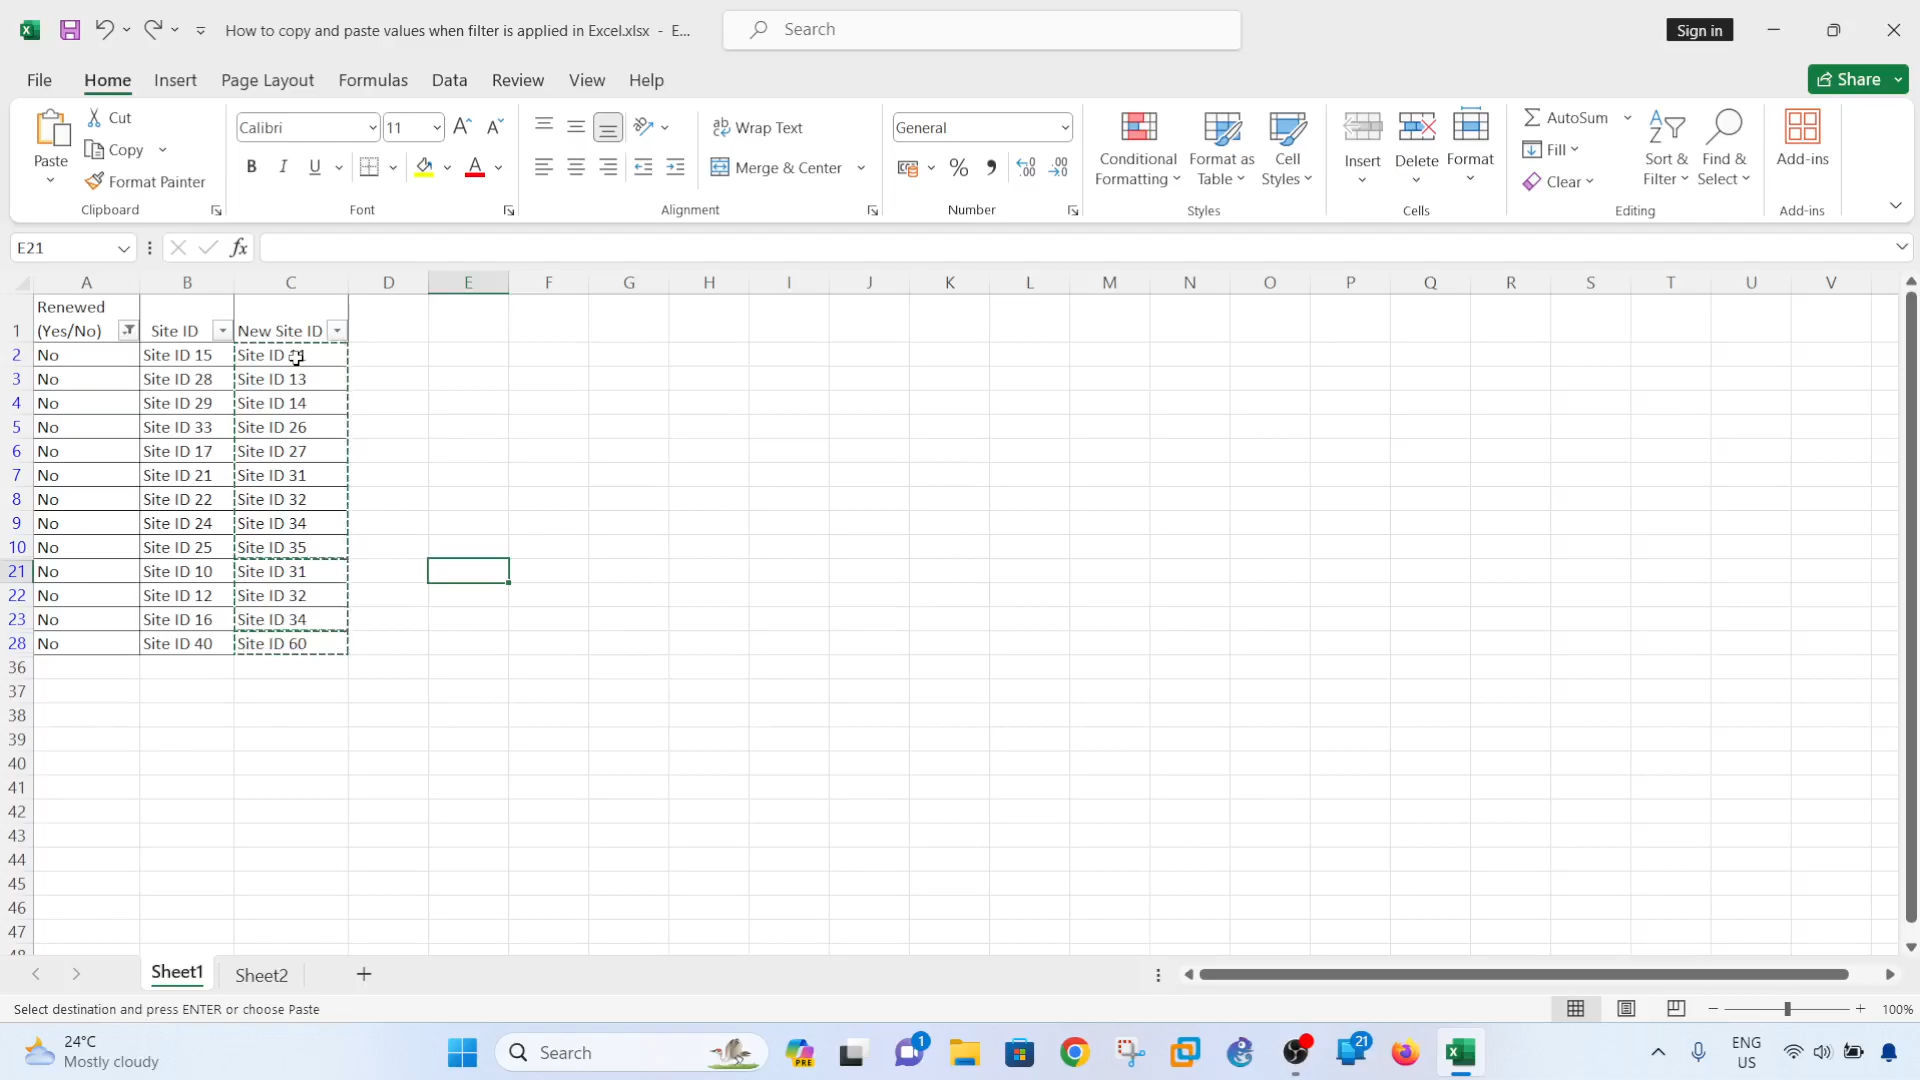 How to copy and paste values when filter is applied in Excel.xlsx - E...
Search
Sign in
File Home Insert Page Layout Formulas Data Review View Help
Share
Paste
Cut
Copy
Format Painter
Clipboard
Calibri 11
B I U
Font
Wrap Text
Merge & Center
Alignment
General
Number
Conditional Formatting
Format as Table
Cell Styles
Styles
Insert
Delete
Format
Cells
AutoSum
Fill
Clear
Sort & Filter
Find & Select
Editing
Add-ins
Add-ins
E21
fx
A B C D E F G H I J K L M N O P Q R S T U V
Renewed
1 (Yes/No) Site ID New Site ID
2 No Site ID 15 Site ID
3 No Site ID 28 Site ID 13
4 No Site ID 29 Site ID 14
5 No Site ID 33 Site ID 26
6 No Site ID 17 Site ID 27
7 No Site ID 21 Site ID 31
8 No Site ID 22 Site ID 32
9 No Site ID 24 Site ID 34
10 No Site ID 25 Site ID 35
21 No Site ID 10 Site ID 31
22 No Site ID 12 Site ID 32
23 No Site ID 16 Site ID 34
28 No Site ID 40 Site ID 60
36
37
38
39
40
41
42
43
44
45
46
47
48
Sheet1 Sheet2
Select destination and press ENTER or choose Paste
100%
24°C
Mostly cloudy
Search
PRE
1
21
ENG
US